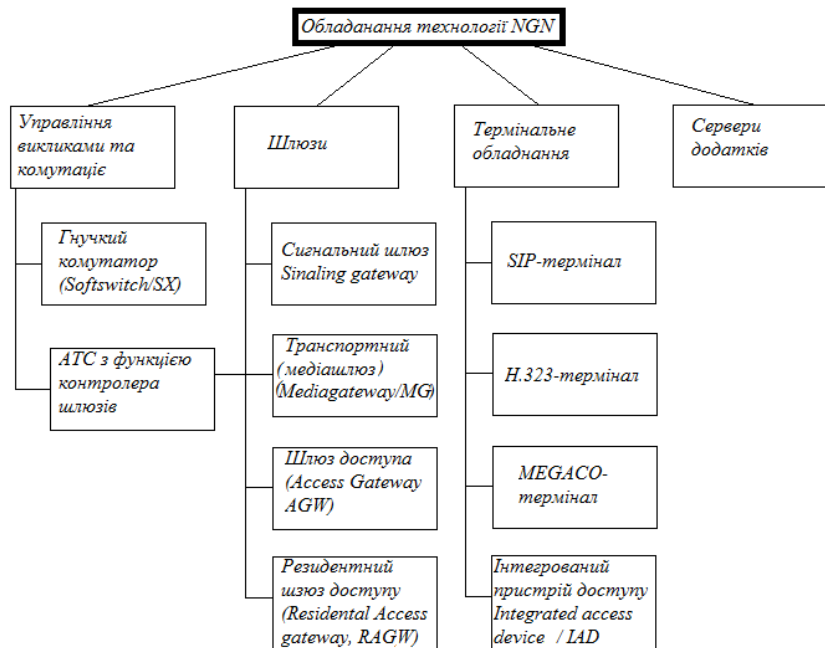 Обладанання технології NGN
Управління
викликами та
комутаціє
Гнучкий
комутатор
(Softswitch/SX)
АТС з функцією
контролера
шлюзів
Шлюзи
Сигнальний шлюз
Sinaling gateway
Транспортний
(медіашлюз)
(Mediagateway/MG)
Шлюз доступа
(Access Gateway
AGW)
Резидентний
шзюз доступу
(Residental Access
gateway, RAGW)
Термінальне
обладнання
SIP-термінал
H.323-термінал
MEGACO-
термінал
Інтегрований
пристрій доступу
Integrated access
device / IAD
Сервери
додатків